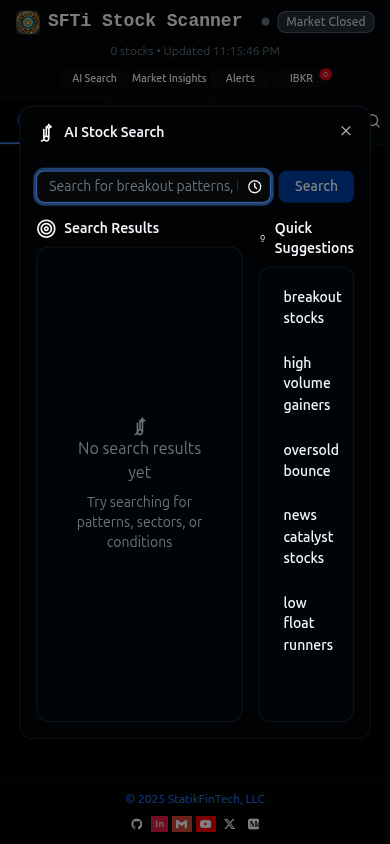 SFTi Stock Scanner
Market Closed
0 stocks • Updated 11:15:46 PM
AI Search
Market Insights
Alerts
IBKR
0
AI Stock Search
Search for breakout patterns,
Search
Search Results
Quick
Suggestions
No search results
yet
Try searching for
patterns, sectors, or
conditions
breakout
stocks
high
volume
gainers
oversold
bounce
news
catalyst
stocks
low
float
runners
© 2025 StatikFinTech, LLC